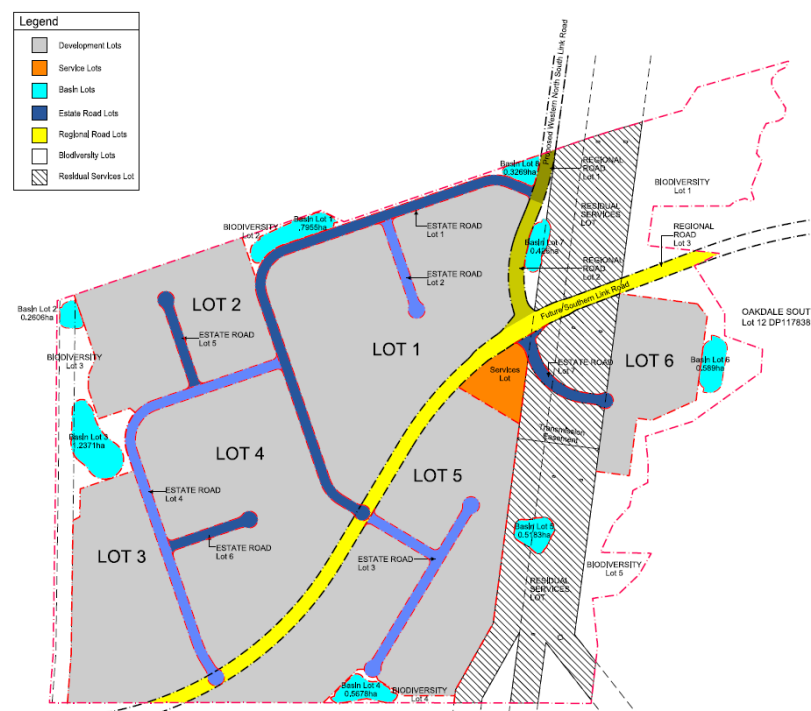 Legend
Development Lots
Service Lots
Basin Lots
Estate Road Lots
Regional Road Lots
Biodiversity Lots
Residual Services Lot
Proposed Western North South Link Road
Basin Lot 8
0.3269ha
REGIONAL
ROAD
Lot 1
BIODIVERSITY
Lot 1
RESIDUAL
SERVICES
LOT
REGIONAL
ROAD
Lot 3
Basin Lot 1
.7955ha
BIODIVERSITY
Lot 2
ESTATE ROAD
Lot 1
Basin Lot 7
0.426ha
REGIONAL
ROAD
Lot 2
ESTATE ROAD
Lot 2
Future Southern Link Road
Basin Lot 2
0.2606ha
LOT 2
ESTATE ROAD
Lot 5
OAKDALE SOUT
Lot 12 DP117838
LOT 1
BIODIVERSITY
Lot 3
Services
Lot
ESTATE ROAD
Lot 7
LOT 6
Basin Lot 6
0.589ha
Basin Lot 3
.2371ha
Transmission
Easement
LOT 4
LOT 5
ESTATE ROAD
Lot 4
Basin Lot 5
0.5183ha
LOT 3
ESTATE ROAD
Lot 6
ESTATE ROAD
Lot 3
BIODIVERSITY
Lot 5
RESIDUAL
SERVICES
LOT
Basin Lot 4
0.5678ha
BIODIVERSITY
Lot 4